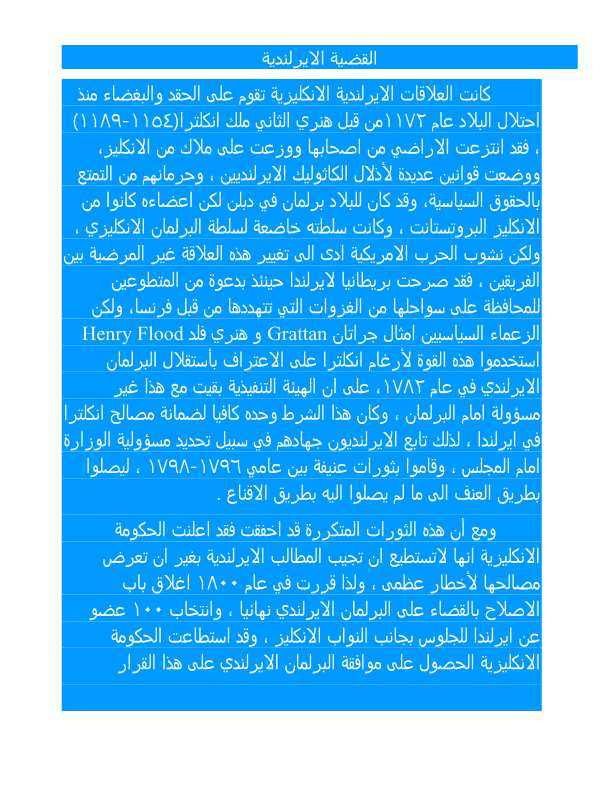 القضية الايرلندية
كانت العلاقات الايرلندية الانكليزية تقوم على الحقد والبغضاء منذ
احتلال البلاد عام ١١٧٢من قبل هنري الثاني ملك انكلترا(١١٥٤-١١٨٩)
، فقد انتزعت الاراضي من اصحابها ووزعت على ملاك من الانكليز،
ووضعت قوانين عديدة لأذلال الكاثوليك الايرلنديين ، وحرمانهم من التمتع
بالحقوق السياسية، وقد كان للبلاد برلمان في دبلن لكن اعضاءه كانوا من
الانكليز البروتستانت ، وكانت سلطته خاضعة لسلطة البرلمان الانكليزي ،
ولكن نشوب الحرب الامريكية ادى الى تغيير هذه العلاقة غير المرضية بين
الفريقين ، فقد صرحت بريطانيا لايرلندا حينئذ بدعوة من المتطوعين
للمحافظة على سواحلها من الغزوات التي تتهددها من قبل فرنسا، ولكن
الزعماء السياسيين امثال جراتان Grattan و هنري فلد Henry Flood
استخدموا هذه القوة لأرغام انكلترا على الاعتراف بأستقلال البرلمان
الايرلندي في عام ١٧٨٢، على ان الهيئة التنفيذية بقيت مع هذا غير
مسؤولة امام البرلمان ، وكان هذا الشرط وحده كافيا لضمانة مصالح انكلترا
في ايرلندا ، لذلك تابع الايرلنديون جهادهم في سبيل تحديد مسؤولية الوزارة
امام المجلس ، وقاموا بثورات عنيفة بين عامي ١٧٩٦-١٧٩٨ ، ليصلوا
بطريق العنف الى ما لم يصلوا اليه بطريق الاقناع .
ومع أن هذه الثورات المتكررة قد اخفقت فقد اعلنت الحكومة
الانكليزية انها لاتستطيع ان تجيب المطالب الايرلندية بغير ان تعرض
مصالحها لأخطار عظمى ، ولذا قررت في عام ١٨٠٠ اغلاق باب
الاصلاح بالقضاء على البرلمان الايرلندي نهائيا ، وانتخاب ١٠٠ عضو
عن ايرلندا للجلوس بجانب النواب الانكليز ، وقد استطاعت الحكومة
الانكليزية الحصول على موافقة البرلمان الايرلندي على هذا القرار